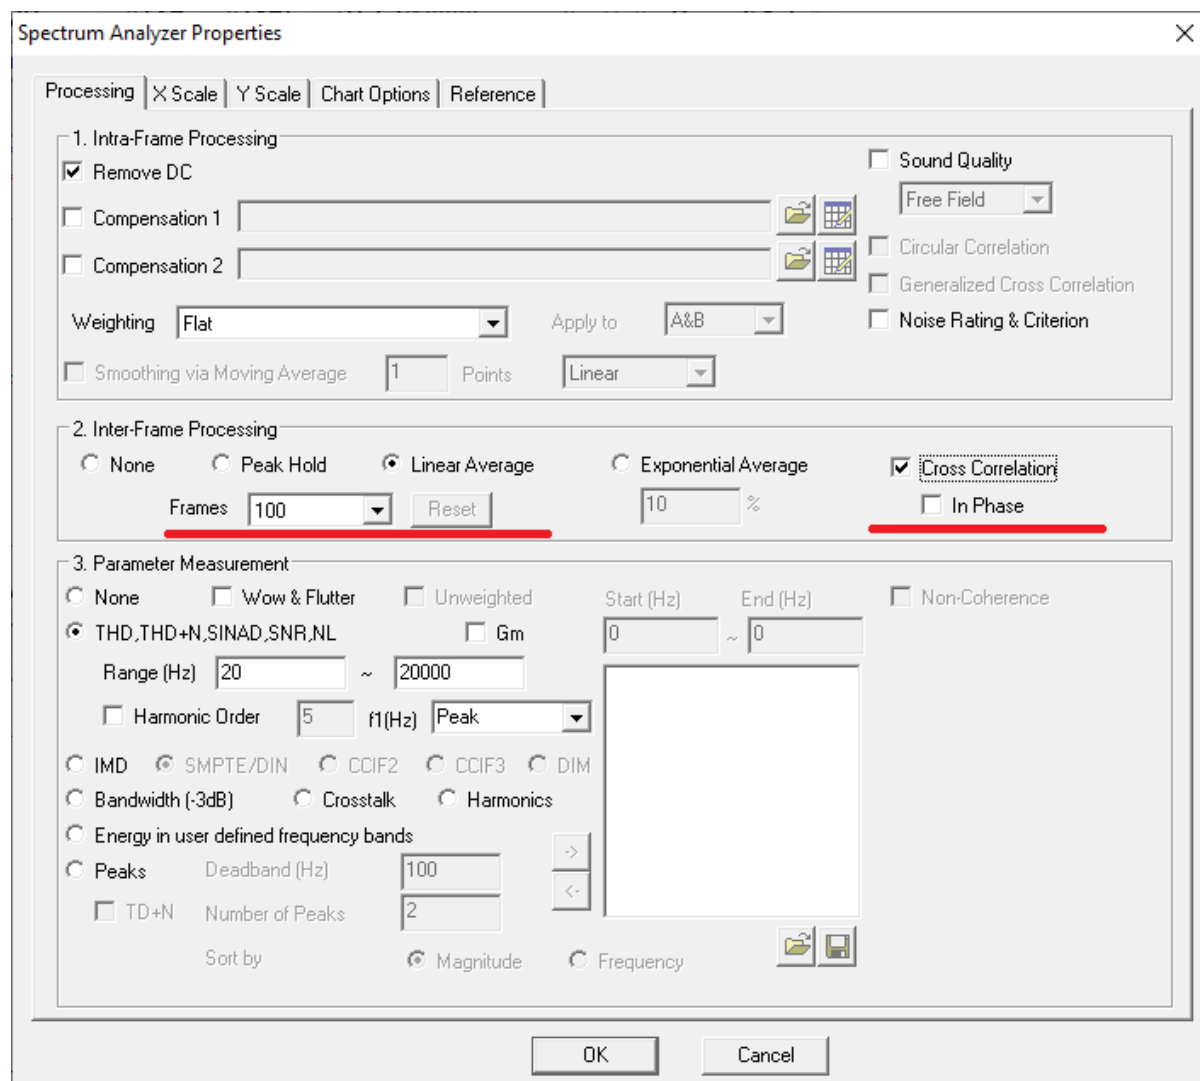 Spectrum Analyzer Properties
Processing X Scale Y Scale Chart Options Reference
1. Intra-Frame Processing
Remove DC
Sound Quality
Free Field
Compensation 1
Circular Correlation
Compensation 2
Generalized Cross Correlation
Weighting Flat Apply to A&B
Noise Rating & Criterion
Smoothing via Moving Average 1 Points Linear
2. Inter-Frame Processing
None Peak Hold Linear Average Exponential Average Cross Correlation
Frames 100 Reset 10 % In Phase
3. Parameter Measurement
None Wow & Flutter Unweighted Start (Hz) End (Hz) Non-Coherence
THD,THD+N,SINAD,SNR,NL Gm 0 ~ 0
Range (Hz) 20 ~ 20000
Harmonic Order 5 f1(Hz) Peak
IMD SMPTE/DIN CCIF2 CCIF3 DIM
Bandwidth (-3dB) Crosstalk Harmonics
Energy in user defined frequency bands
->
Peaks Deadband (Hz) 100
<-
TD+N Number of Peaks 2
Sort by Magnitude Frequency
OK Cancel